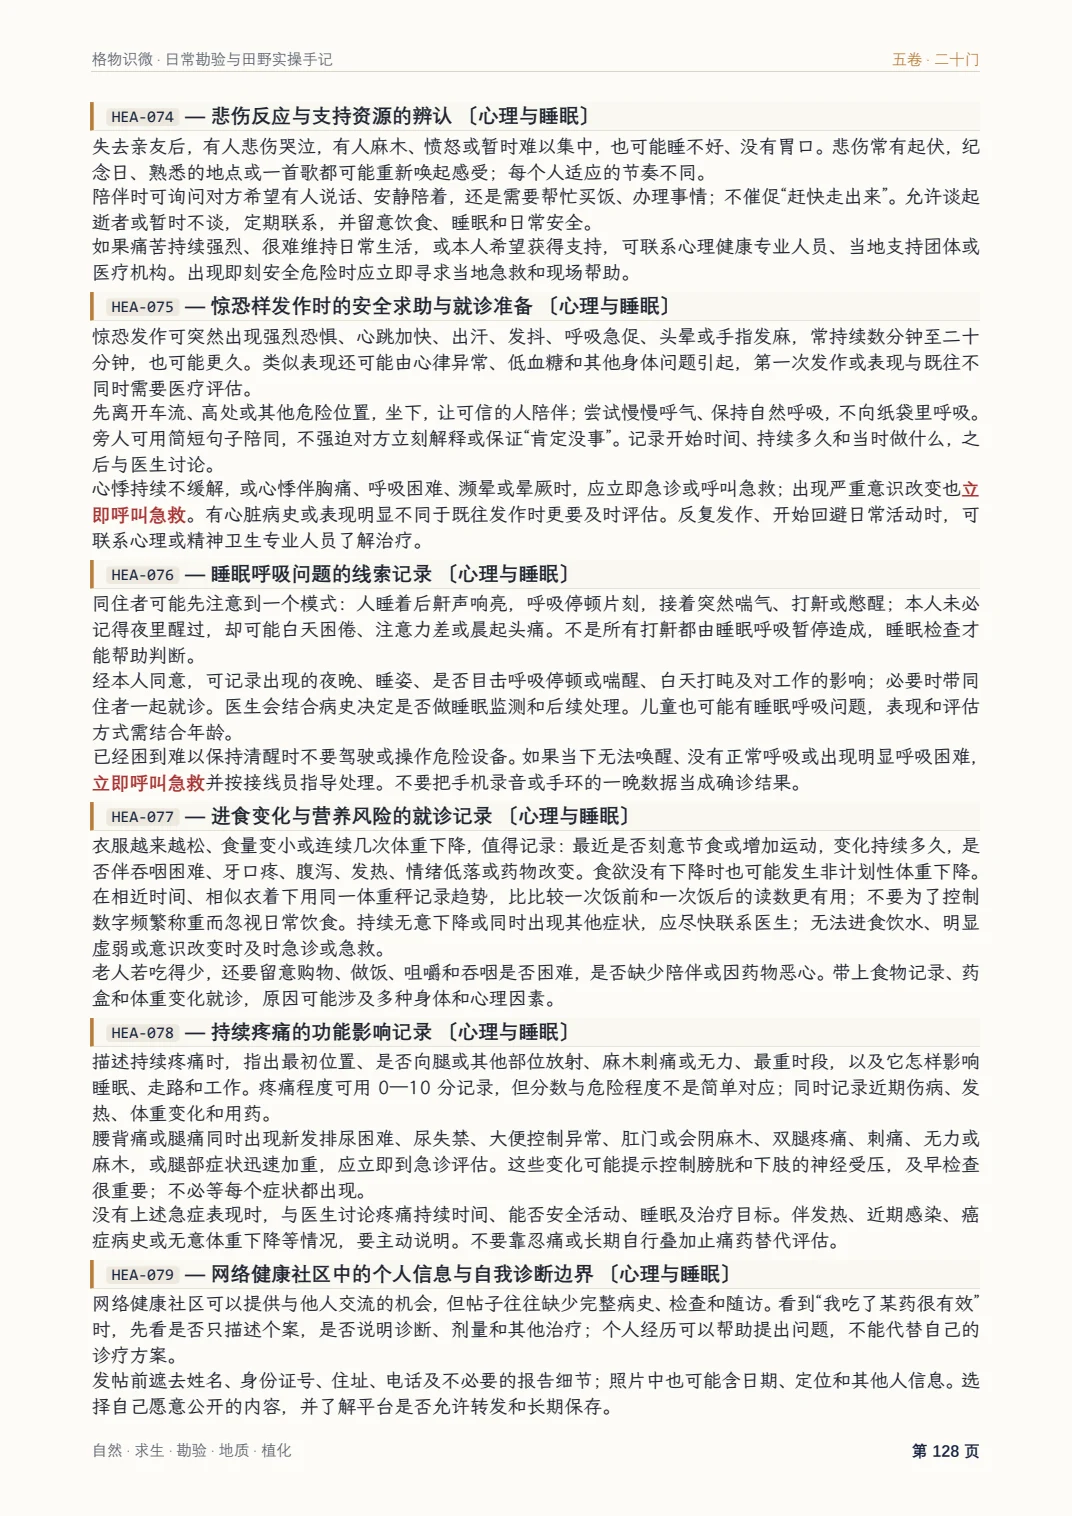 格物识微 · 日常勘验与田野实操手记
五卷 · 二十门
HEA-074 — 悲伤反应与支持资源的辨认 〔心理与睡眠〕
失去亲友后，有人悲伤哭泣，有人麻木、愤怒或暂时难以集中，也可能睡不好、没有胃口。悲伤常有起伏，纪
念日、熟悉的地点或一首歌都可能重新唤起感受；每个人适应的节奏不同。
陪伴时可询问对方希望有人说话、安静陪着，还是需要帮忙买饭、办理事情；不催促“赶快走出来”。允许谈起
逝者或暂时不谈，定期联系，并留意饮食、睡眠和日常安全。
如果痛苦持续强烈、很难维持日常生活，或本人希望获得支持，可联系心理健康专业人员、当地支持团体或
医疗机构。出现即刻安全危险时应立即寻求当地急救和现场帮助。
HEA-075 — 惊恐样发作时的安全求助与就诊准备 〔心理与睡眠〕
惊恐发作可突然出现强烈恐惧、心跳加快、出汗、发抖、呼吸急促、头晕或手指发麻，常持续数分钟至二十
分钟，也可能更久。类似表现还可能由心律异常、低血糖和其他身体问题引起，第一次发作或表现与既往不
同时需要医疗评估。
先离开车流、高处或其他危险位置，坐下，让可信的人陪伴；尝试慢慢呼气、保持自然呼吸，不向纸袋里呼吸。
旁人可用简短句子陪同，不强迫对方立刻解释或保证“肯定没事”。记录开始时间、持续多久和当时做什么，之
后与医生讨论。
心悸持续不缓解，或心悸伴胸痛、呼吸困难、濒晕或晕厥时，应立即急诊或呼叫急救；出现严重意识改变也立
即呼叫急救。有心脏病史或表现明显不同于既往发作时更要及时评估。反复发作、开始回避日常活动时，可
联系心理或精神卫生专业人员了解治疗。
HEA-076 — 睡眠呼吸问题的线索记录 〔心理与睡眠〕
同住者可能先注意到一个模式：人睡着后鼾声响亮，呼吸停顿片刻，接着突然喘气、打鼾或憋醒；本人未必
记得夜里醒过，却可能白天困倦、注意力差或晨起头痛。不是所有打鼾都由睡眠呼吸暂停造成，睡眠检查才
能帮助判断。
经本人同意，可记录出现的夜晚、睡姿、是否目击呼吸停顿或喘醒、白天打盹及对工作的影响；必要时带同
住者一起就诊。医生会结合病史决定是否做睡眠监测和后续处理。儿童也可能有睡眠呼吸问题，表现和评估
方式需结合年龄。
已经困到难以保持清醒时不要驾驶或操作危险设备。如果当下无法唤醒、没有正常呼吸或出现明显呼吸困难，
立即呼叫急救并按接线员指导处理。不要把手机录音或手环的一晚数据当成确诊结果。
HEA-077 — 进食变化与营养风险的就诊记录 〔心理与睡眠〕
衣服越来越松、食量变小或连续几次体重下降，值得记录：最近是否刻意节食或增加运动，变化持续多久，是
否伴吞咽困难、牙口疼、腹泻、发热、情绪低落或药物改变。食欲没有下降时也可能发生非计划性体重下降。
在相近时间、相似衣着下用同一体重秤记录趋势，比比较一次饭前和一次饭后的读数更有用；不要为了控制
数字频繁称重而忽视日常饮食。持续无意下降或同时出现其他症状，应尽快联系医生；无法进食饮水、明显
虚弱或意识改变时及时急诊或急救。
老人若吃得少，还要留意购物、做饭、咀嚼和吞咽是否困难，是否缺少陪伴或因药物恶心。带上食物记录、药
盒和体重变化就诊，原因可能涉及多种身体和心理因素。
HEA-078 — 持续疼痛的功能影响记录 〔心理与睡眠〕
描述持续疼痛时，指出最初位置、是否向腿或其他部位放射、麻木刺痛或无力、最重时段，以及它怎样影响
睡眠、走路和工作。疼痛程度可用 0—10 分记录，但分数与危险程度不是简单对应；同时记录近期伤病、发
热、体重变化和用药。
腰背痛或腿痛同时出现新发排尿困难、尿失禁、大便控制异常、肛门或会阴麻木、双腿疼痛、刺痛、无力或
麻木，或腿部症状迅速加重，应立即到急诊评估。这些变化可能提示控制膀胱和下肢的神经受压，及早检查
很重要；不必等每个症状都出现。
没有上述急症表现时，与医生讨论疼痛持续时间、能否安全活动、睡眠及治疗目标。伴发热、近期感染、癌
症病史或无意体重下降等情况，要主动说明。不要靠忍痛或长期自行叠加止痛药替代评估。
HEA-079 — 网络健康社区中的个人信息与自我诊断边界 〔心理与睡眠〕
网络健康社区可以提供与他人交流的机会，但帖子往往缺少完整病史、检查和随访。看到“我吃了某药很有效”
时，先看是否只描述个案，是否说明诊断、剂量和其他治疗；个人经历可以帮助提出问题，不能代替自己的
诊疗方案。
发帖前遮去姓名、身份证号、住址、电话及不必要的报告细节；照片中也可能含日期、定位和其他人信息。选
择自己愿意公开的内容，并了解平台是否允许转发和长期保存。
自然 · 求生 · 勘验 · 地质 · 植化
第 128 页